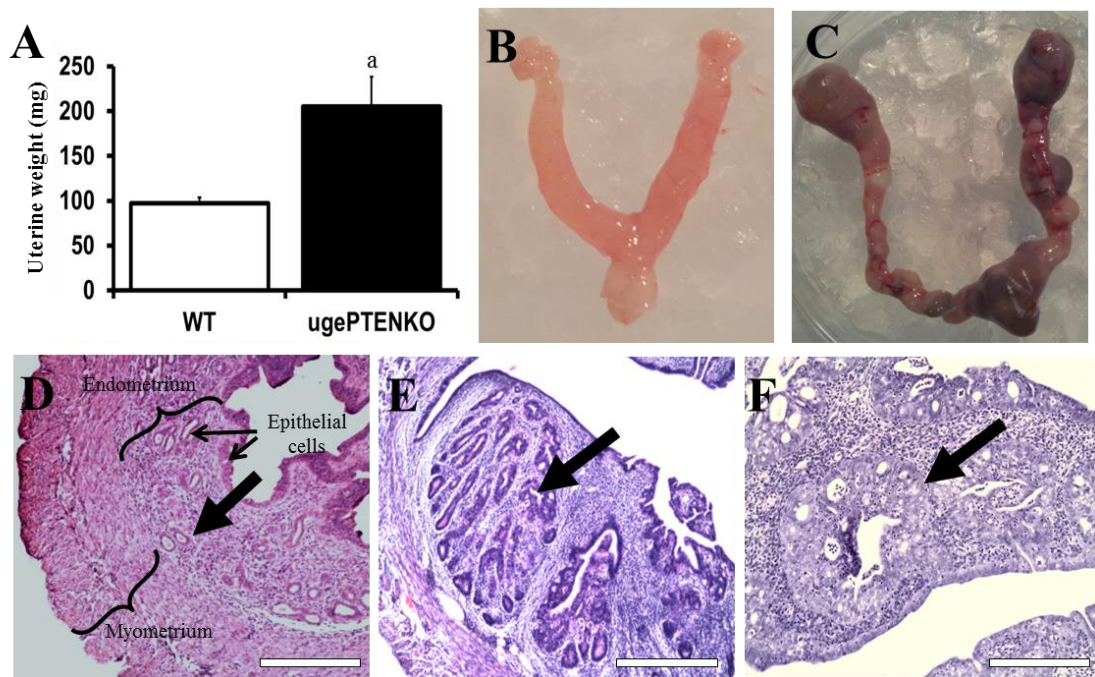 A
B
C
a
250
200
150
100
50
0
Uterine weight (mg)
WT ugePTENKO
D
E
F
Endometrium
Epithelial
cells
Myometrium